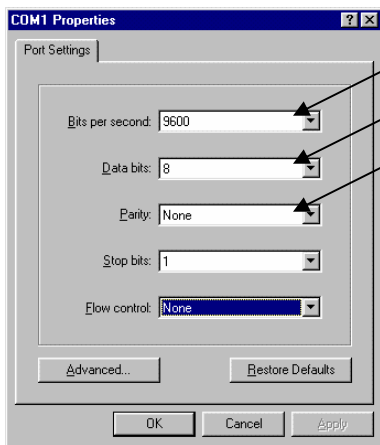 COM1 Properties
Port Settings
Bits per second: 9600
Data bits: 8
Parity: None
Stop bits: 1
Flow control: None
Advanced...
Restore Defaults
OK
Cancel
Apply